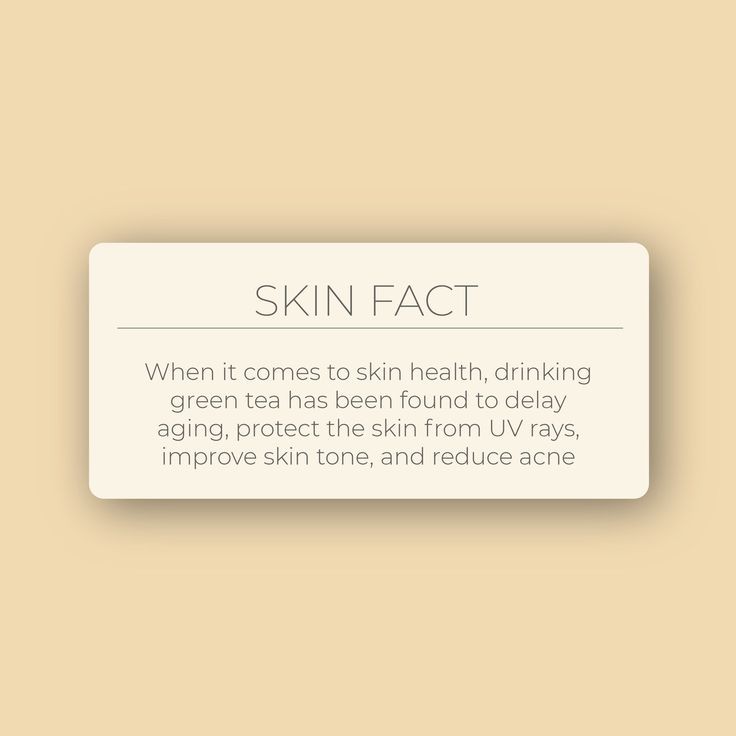 SKIN FACT
When it comes to skin health, drinking
green tea has been found to delay
aging, protect the skin from UV rays,
improve skin tone, and reduce acne